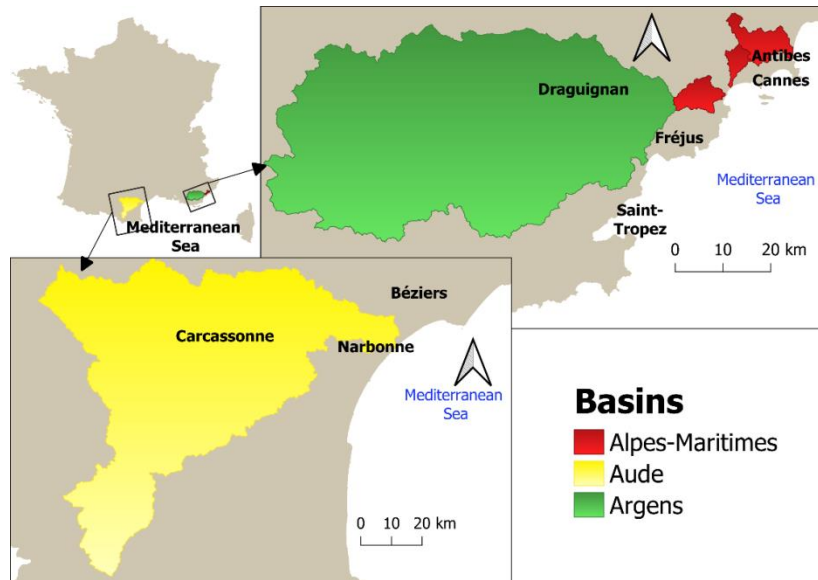 Antibes
Cannes
Draguignan
Fréjus
Mediterranean
Sea
Saint-
Tropez
0 10 20 km
Mediterranean
Sea
Béziers
Carcassonne
Narbonne
Mediterranean
Sea
0 10 20 km
Basins
Alpes-Maritimes
Aude
Argens